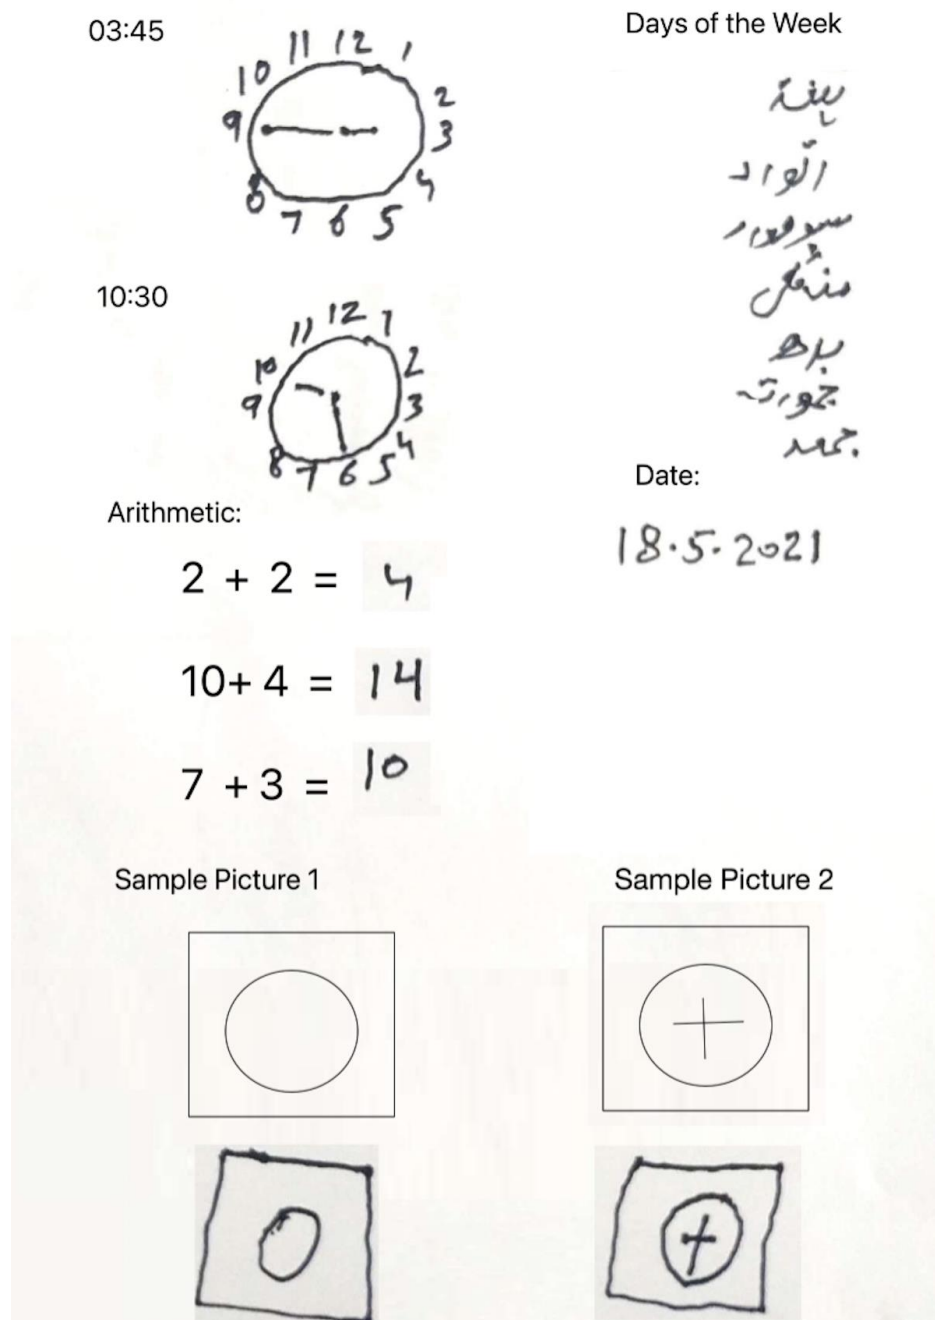 03:45
11 12 1
10 2
9 3
8 4
7 6 5
10:30
11 12 1
10 2
9 3
8 4
7 6 5
Arithmetic:
2 + 2 = 4
10+ 4 = 14
7 + 3 = 10
Days of the Week
ہفتہ
اتوار
سوموار
منگل
بدھ
جمعہ
Date:
18.5.2021
Sample Picture 1
Sample Picture 2